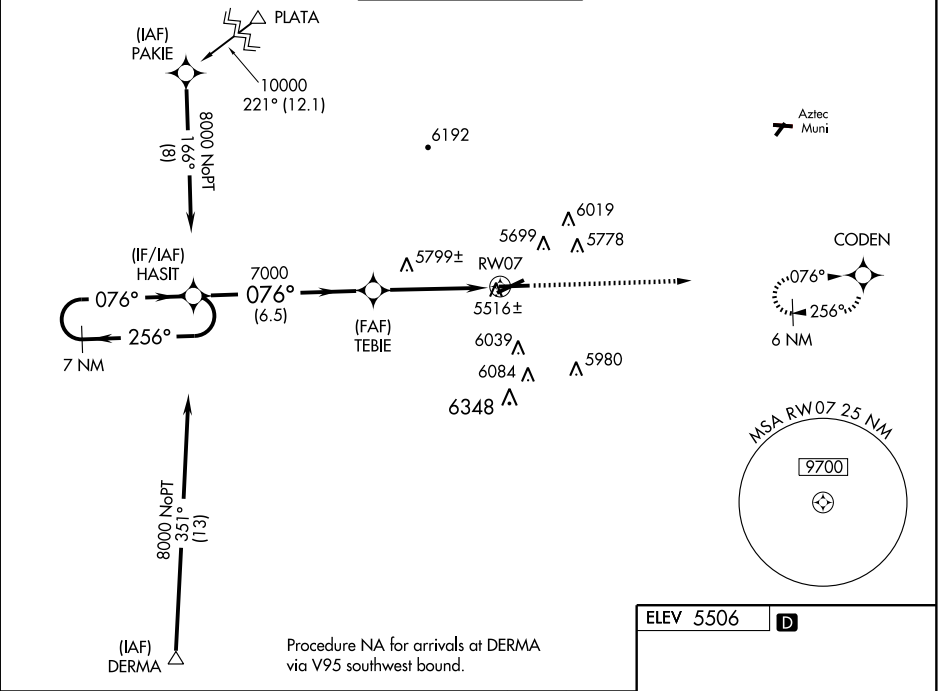 PLATA
(IAF)
PAKIE
10000
221° (12.1)
8000 NoPT
166°
(8)
6192
Aztec
Muni
6019
5699
5778
CODEN
(IF/IAF)
HASIT
5799±
RW07
7000
076°
076°
(6.5)
076°
256°
256°
5516±
(FAF)
TEBIE
7 NM
6 NM
6039
6084
5980
6348
MSA RW07 25 NM
9700
8000 NoPT
351°
(13)
(IAF)
DERMA
Procedure NA for arrivals at DERMA
via V95 southwest bound.
ELEV 5506
D